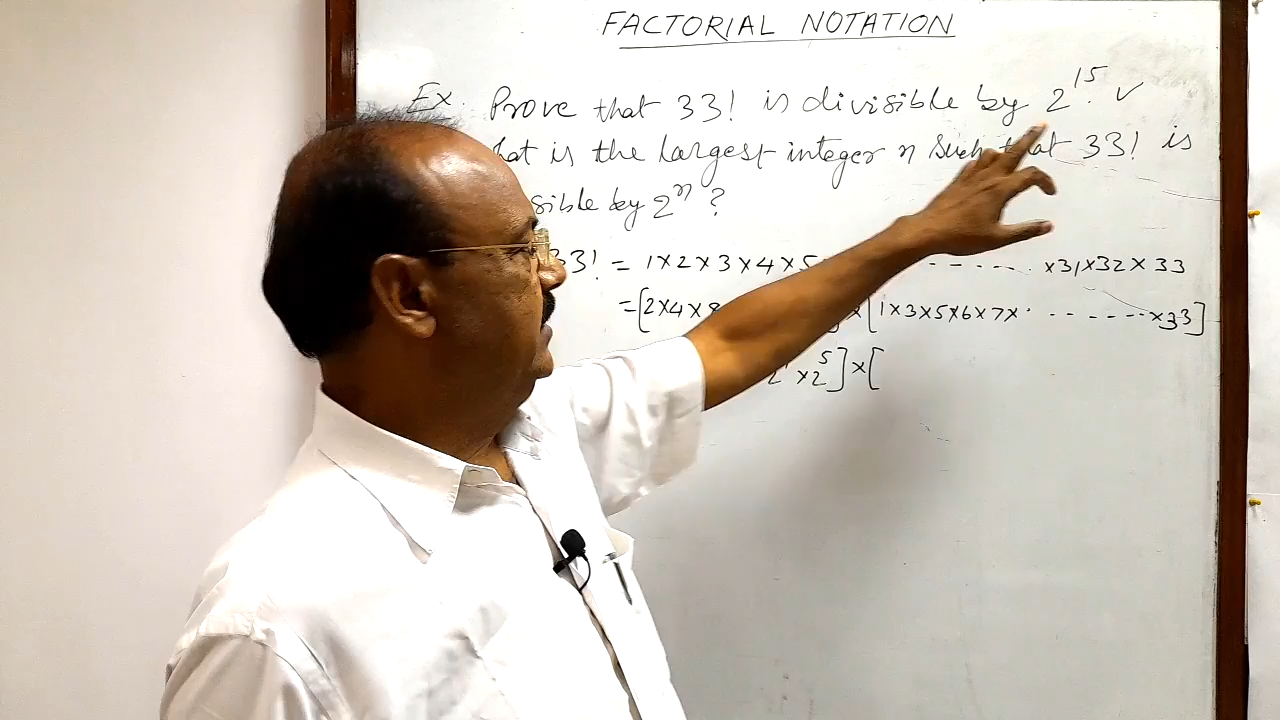 FACTORIAL NOTATION
Ex. Prove that 33! is divisible by 2^15. ✓
is the largest integer n such that 33! is
by 2^n ?
33! = 1×2×3×4×5 - - - - - - ×31×32×33
=[2×4×8 ]×[1×3×5×6×7× - - - - - - ×33]
×2^5]×[